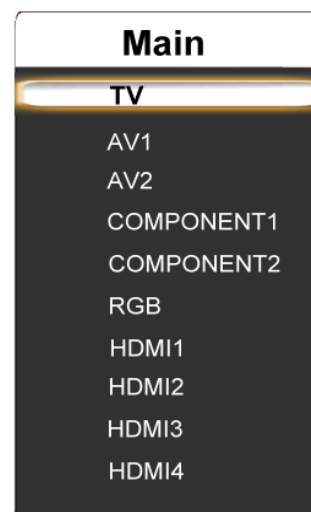 Main
TV
AV1
AV2
COMPONENT1
COMPONENT2
RGB
HDMI1
HDMI2
HDMI3
HDMI4